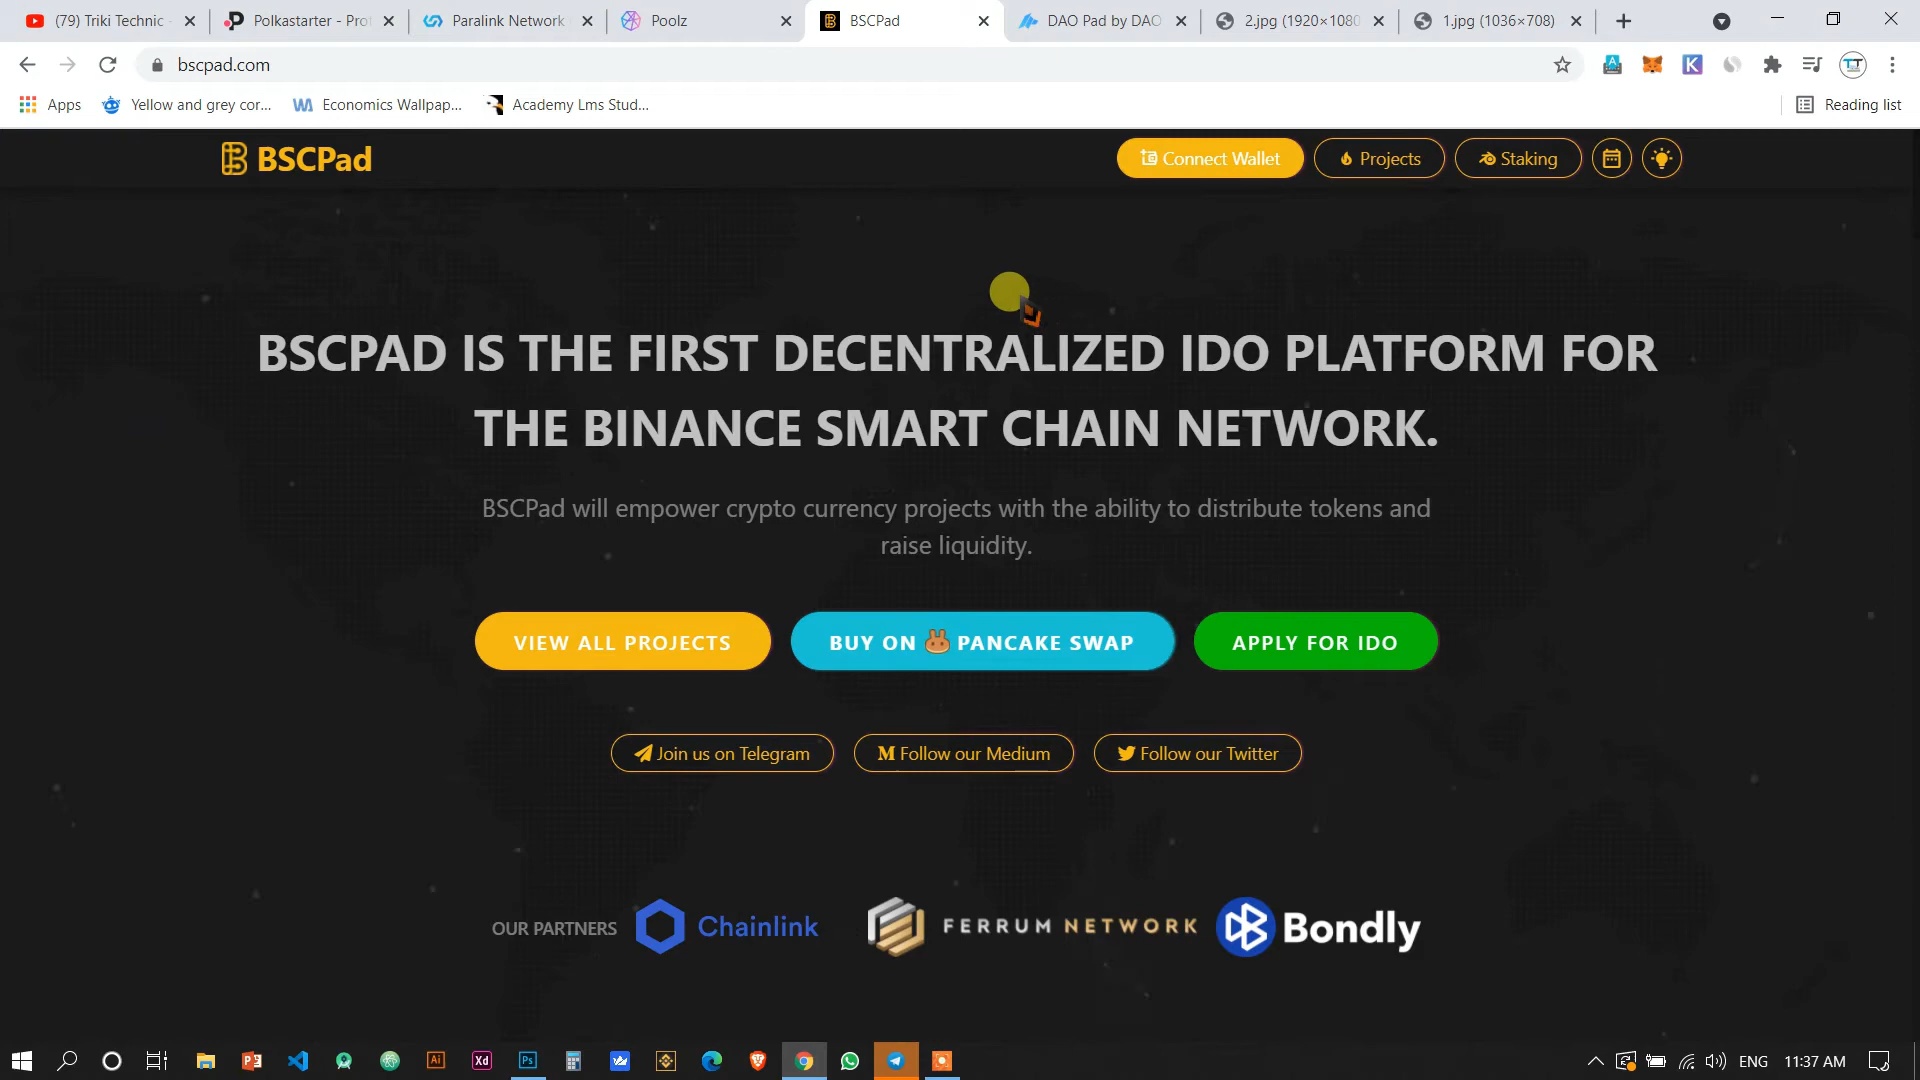 (79) Triki Technic -
Polkastarter - Prot
Paralink Network
Poolz
BSCPad
DAO Pad by DAO
2.jpg (1920×1080
1.jpg (1036×708)
bscpad.com
Apps
Yellow and grey cor...
Economics Wallpap...
Academy Lms Stud...
Reading list
BSCPad
Connect Wallet
Projects
Staking
BSCPAD IS THE FIRST DECENTRALIZED IDO PLATFORM FOR
THE BINANCE SMART CHAIN NETWORK.
BSCPad will empower crypto currency projects with the ability to distribute tokens and
raise liquidity.
VIEW ALL PROJECTS
BUY ON PANCAKE SWAP
APPLY FOR IDO
Join us on Telegram
M Follow our Medium
Follow our Twitter
OUR PARTNERS
Chainlink
FERRUM NETWORK
Bondly
ENG
11:37 AM